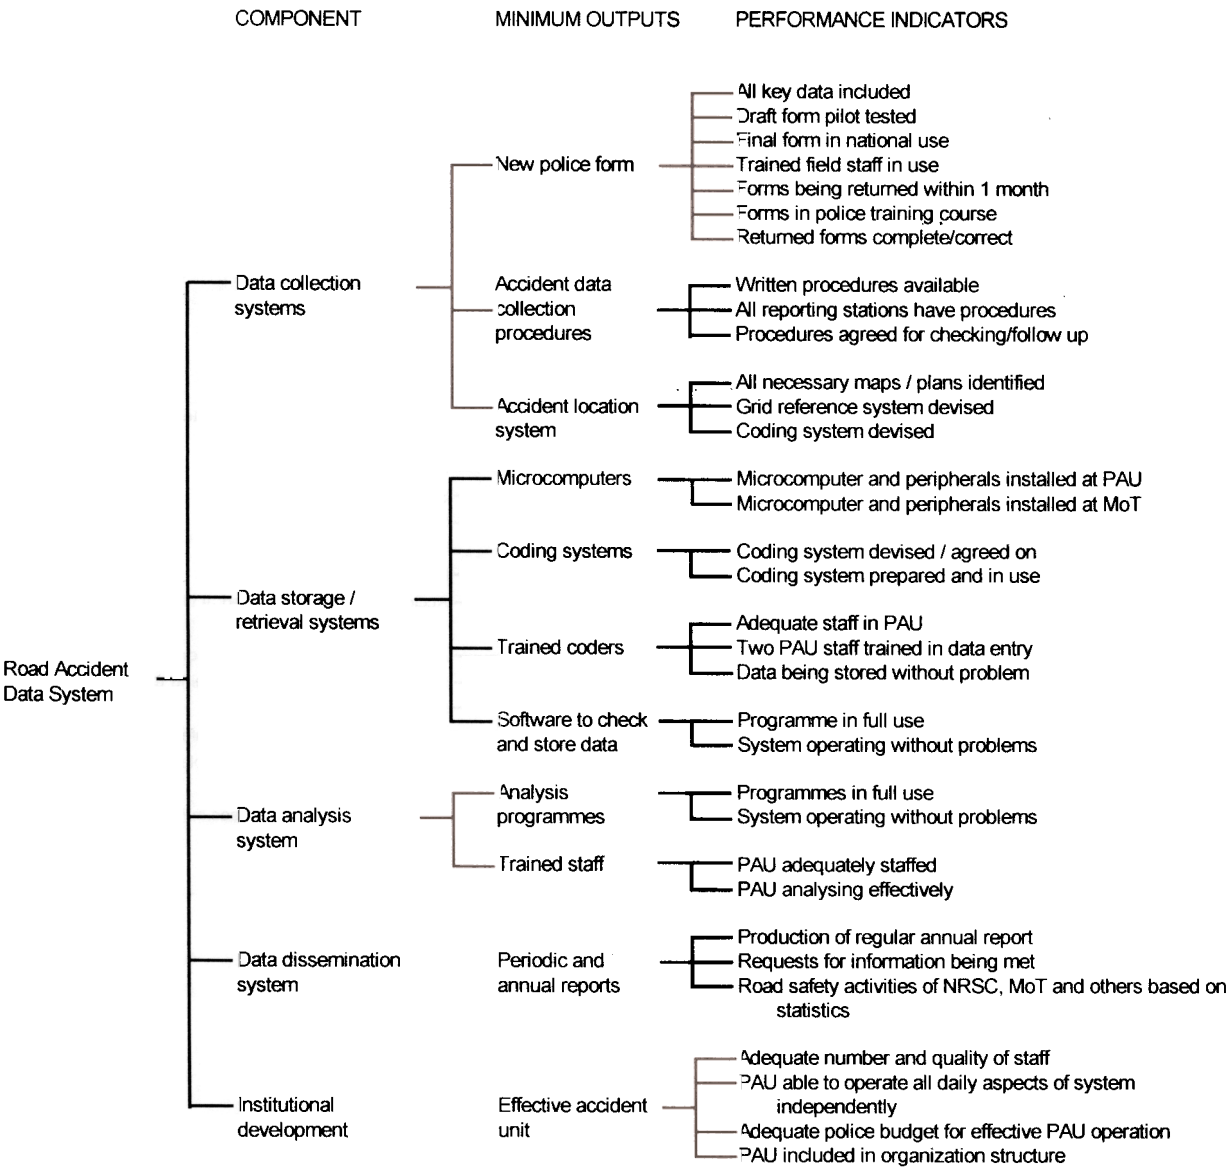 COMPONENT MINIMUM OUTPUTS PERFORMANCE INDICATORS
All key data included
Draft form pilot tested
Final form in national use
New police form Trained field staff in use
Forms being returned within 1 month
Forms in police training course
Returned forms complete/correct
Data collection
systems
Accident data
collection
procedures
Written procedures available
All reporting stations have procedures
Procedures agreed for checking/follow up
Accident location
system
All necessary maps / plans identified
Grid reference system devised
Coding system devised
Microcomputers Microcomputer and peripherals installed at PAU
Microcomputer and peripherals installed at MoT
Coding systems Coding system devised / agreed on
Coding system prepared and in use
Data storage /
retrieval systems
Trained coders
Adequate staff in PAU
Two PAU staff trained in data entry
Data being stored without problem
Road Accident
Data System
Software to check
and store data
Programme in full use
System operating without problems
Data analysis
system
Analysis
programmes
Programmes in full use
System operating without problems
Trained staff PAU adequately staffed
PAU analysing effectively
Data dissemination
system
Periodic and
annual reports
Production of regular annual report
Requests for information being met
Road safety activities of NRSC, MoT and others based on
statistics
Institutional
development
Effective accident
unit
Adequate number and quality of staff
PAU able to operate all daily aspects of system
independently
Adequate police budget for effective PAU operation
PAU included in organization structure